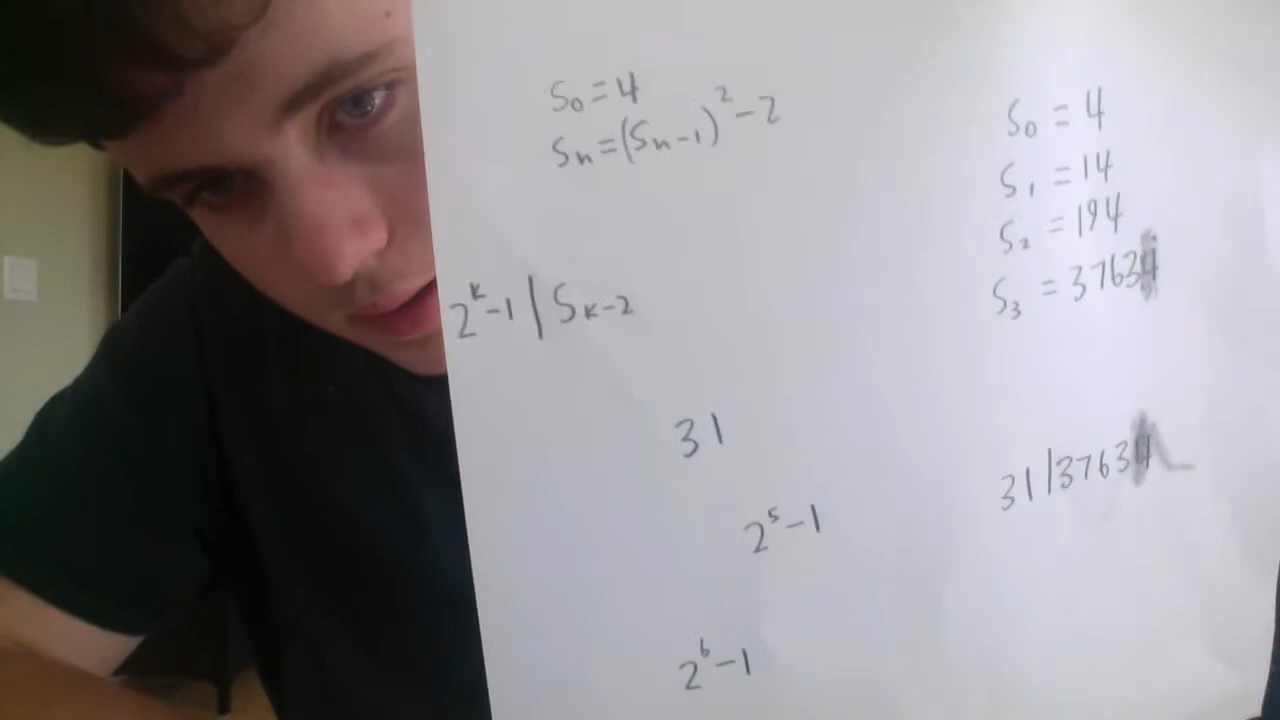 S₀ = 4
Sₙ = (Sₙ₋₁)² - 2
S₀ = 4
S₁ = 14
S₂ = 194
S₃ = 37634
2ᵏ-1 | Sₖ₋₂
31
31 | 37634
2⁵-1
2⁶-1